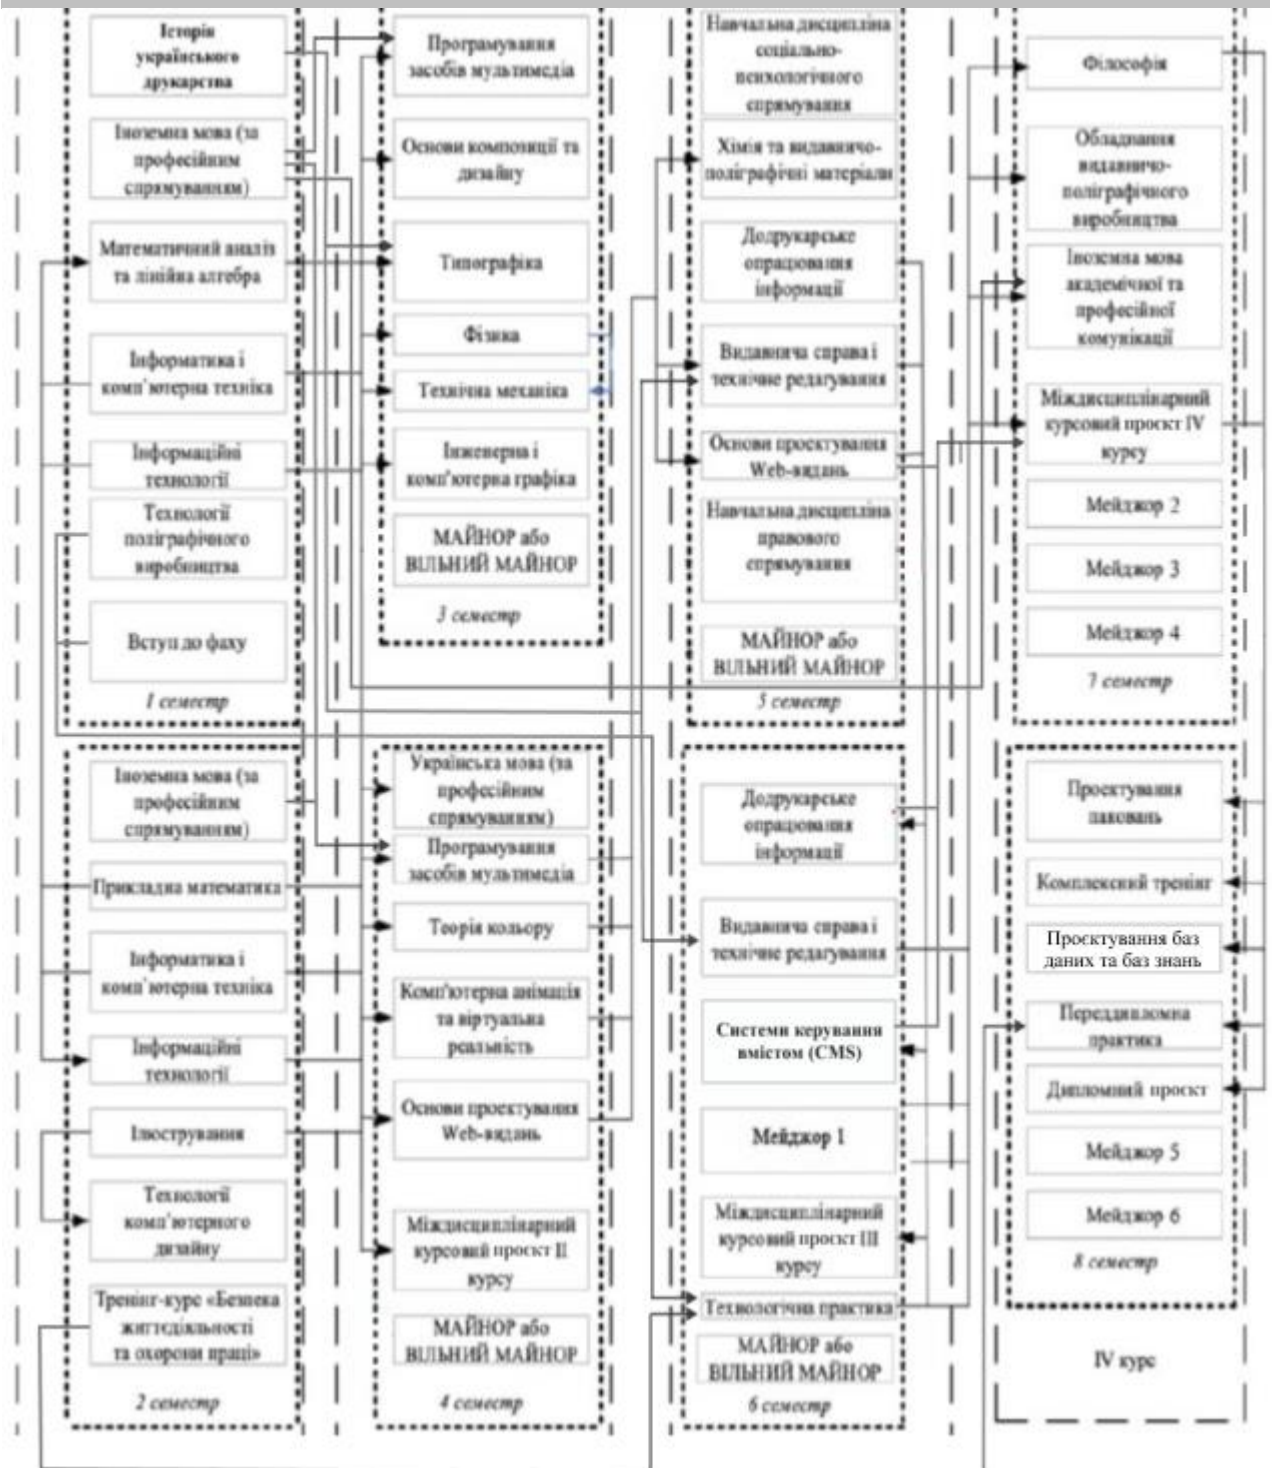 Історія
українського
друкарства
Іноземна мова (за
професійним
спрямуванням)
Математичний аналіз
та лінійна алгебра
Інформатика і
комп'ютерна техніка
Інформаційні
технології
Технології
поліграфічного
виробництва
Вступ до фаху
1 семестр
Іноземна мова (за
професійним
спрямуванням)
Прикладна математика
Інформатика і
комп'ютерна техніка
Інформаційні
технології
Ілюстрування
Технології
комп'ютерного
дизайну
Тренінг-курс «Безпека
життєдіяльності
та охорони праці»
2 семестр
Програмування
засобів мультимедіа
Основи композиції та
дизайну
Типографіка
Фізика
Технічна механіка
Інженерна і
комп'ютерна графіка
МАЙНОР або
ВІЛЬНИЙ МАЙНОР
3 семестр
Українська мова (за
професійним
спрямуванням)
Програмування
засобів мультимедіа
Теорія кольору
Комп'ютерна анімація
та віртуальна
реальність
Основи проектування
Web-видань
Міждисциплінарний
курсовий проєкт II
курсу
МАЙНОР або
ВІЛЬНИЙ МАЙНОР
4 семестр
Навчальна дисципліна
соціально-
психологічного
спрямування
Хімія та видавничо-
поліграфічні матеріали
Додрукарське
опрацювання
інформації
Видавнича справа і
технічне редагування
Основи проектування
Web-видань
Навчальна дисципліна
правового
спрямування
МАЙНОР або
ВІЛЬНИЙ МАЙНОР
5 семестр
Додрукарське
опрацювання
інформації
Видавнича справа і
технічне редагування
Системи керування
вмістом (CMS)
Мейджор 1
Міждисциплінарний
курсовий проєкт III
курсу
Технологічна практика
МАЙНОР або
ВІЛЬНИЙ МАЙНОР
6 семестр
Філософія
Обладнання
видавничо-
поліграфічного
виробництва
Іноземна мова
академічної та
професійної
комунікації
Міждисциплінарний
курсовий проєкт IV
курсу
Мейджор 2
Мейджор 3
Мейджор 4
7 семестр
Проектування
паковань
Комплексний тренінг
Проєктування баз
даних та баз знань
Переддипломна
практика
Дипломний проєкт
Мейджор 5
Мейджор 6
8 семестр
IV курс